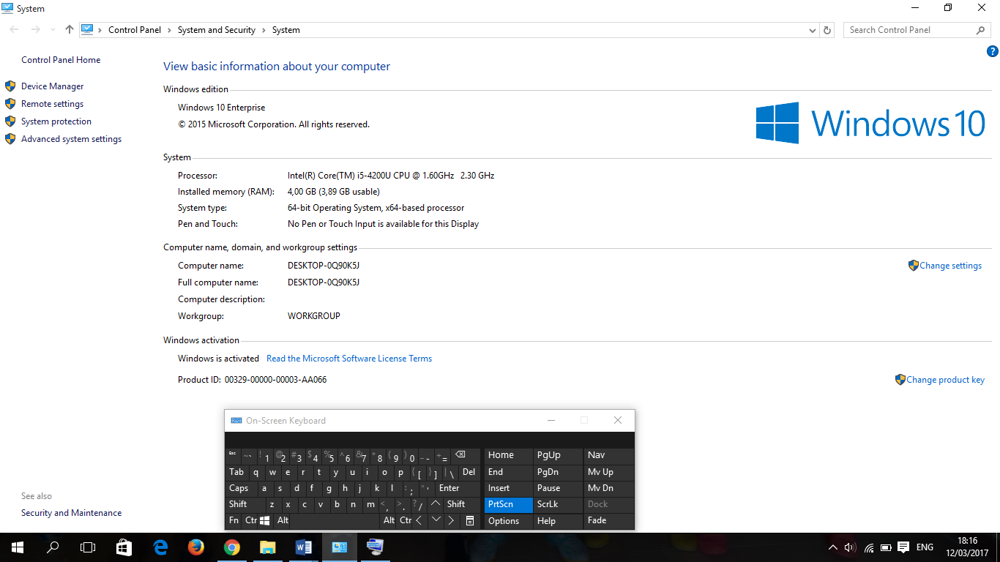 System
Control Panel > System and Security > System
Search Control Panel
Control Panel Home
Device Manager
Remote settings
System protection
Advanced system settings
View basic information about your computer
Windows edition
Windows 10 Enterprise
© 2015 Microsoft Corporation. All rights reserved.
Windows 10
System
Processor: Intel(R) Core(TM) i5-4200U CPU @ 1.60GHz 2.30 GHz
Installed memory (RAM): 4,00 GB (3,89 GB usable)
System type: 64-bit Operating System, x64-based processor
Pen and Touch: No Pen or Touch Input is available for this Display
Computer name, domain, and workgroup settings
Computer name: DESKTOP-0Q90K5J
Change settings
Full computer name: DESKTOP-0Q90K5J
Computer description:
Workgroup: WORKGROUP
Windows activation
Windows is activated Read the Microsoft Software License Terms
Product ID: 00329-00000-00003-AA066
Change product key
See also
Security and Maintenance
On-Screen Keyboard
Esc ~ ` ! 1 @ 2 # 3 $ 4 % 5 ^ 6 & 7 * 8 ( 9 ) 0 _ - + = Home PgUp Nav
Tab q w e r t y u i o p { [ } ] | \ Del End PgDn Mv Up
Caps a s d f g h j k l : ; " ' Enter Insert Pause Mv Dn
Shift z x c v b n m < , > . ? / Shift PrtScn ScrLk Dock
Fn Ctr Alt Alt Ctr Options Help Fade
ENG
18:16
12/03/2017